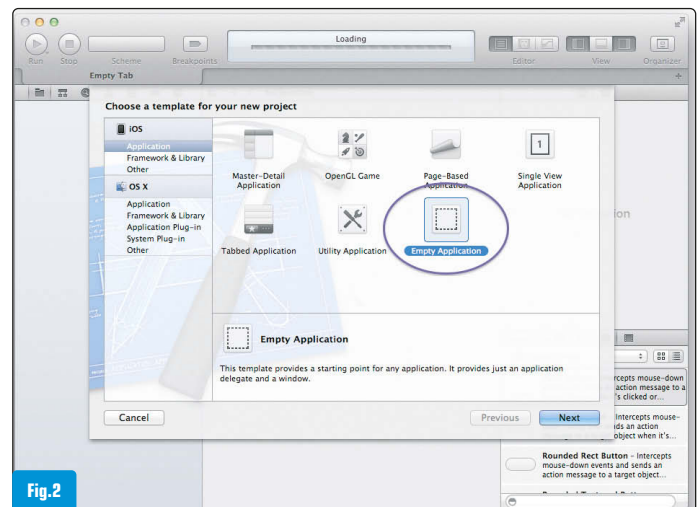 Loading
Run
Stop
Scheme
Breakpoints
Editor
View
Organizer
Empty Tab
Choose a template for your new project
iOS
Application
Framework & Library
Other
OS X
Application
Framework & Library
Application Plug-in
System Plug-in
Other
Master-Detail
Application
OpenGL Game
Page-Based
Application
1
Single View
Application
Tabbed Application
Utility Application
Empty Application
Empty Application
This template provides a starting point for any application. It provides just an application
delegate and a window.
Cancel
Previous
Next
ion
rcepts mouse-down
action message to a
's clicked or...
Intercepts mouse-
ds an action
object when it's...
Rounded Rect Button - Intercepts
mouse-down events and sends an
action message to a target object...
Fig.2